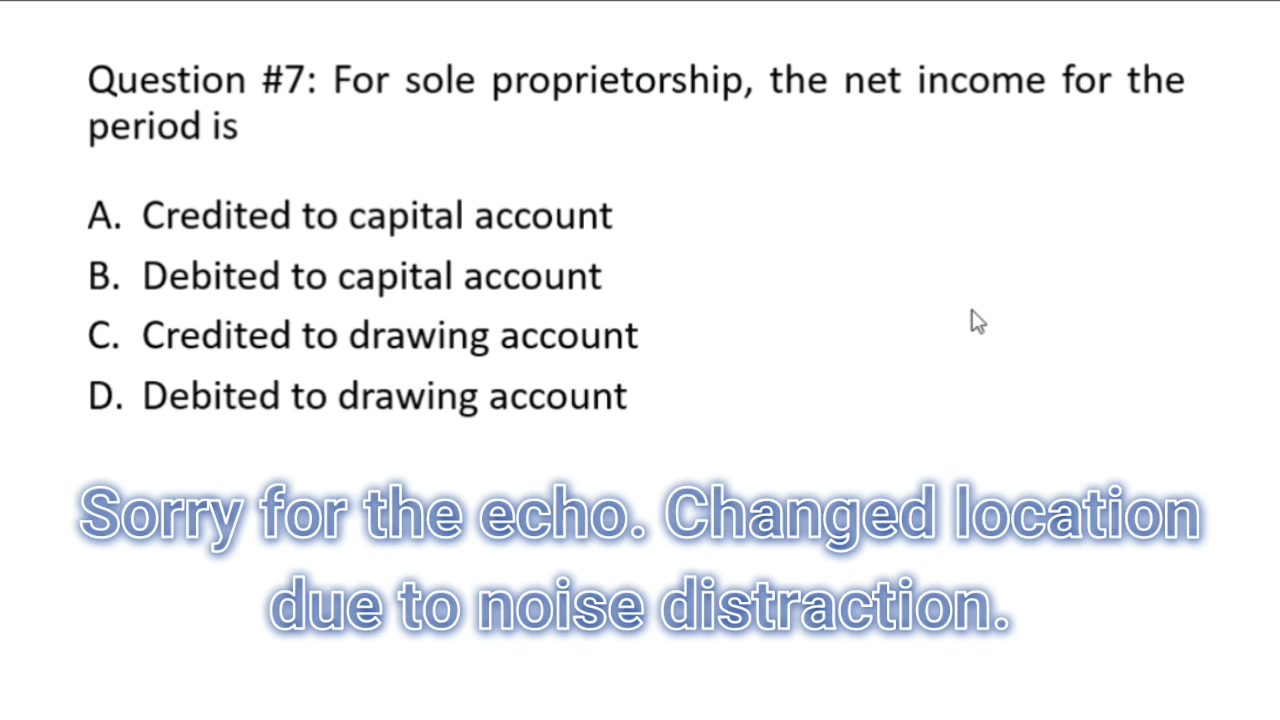 Question #7: For sole proprietorship, the net income for the
period is
A. Credited to capital account
B. Debited to capital account
C. Credited to drawing account
D. Debited to drawing account
Sorry for the echo. Changed location
due to noise distraction.